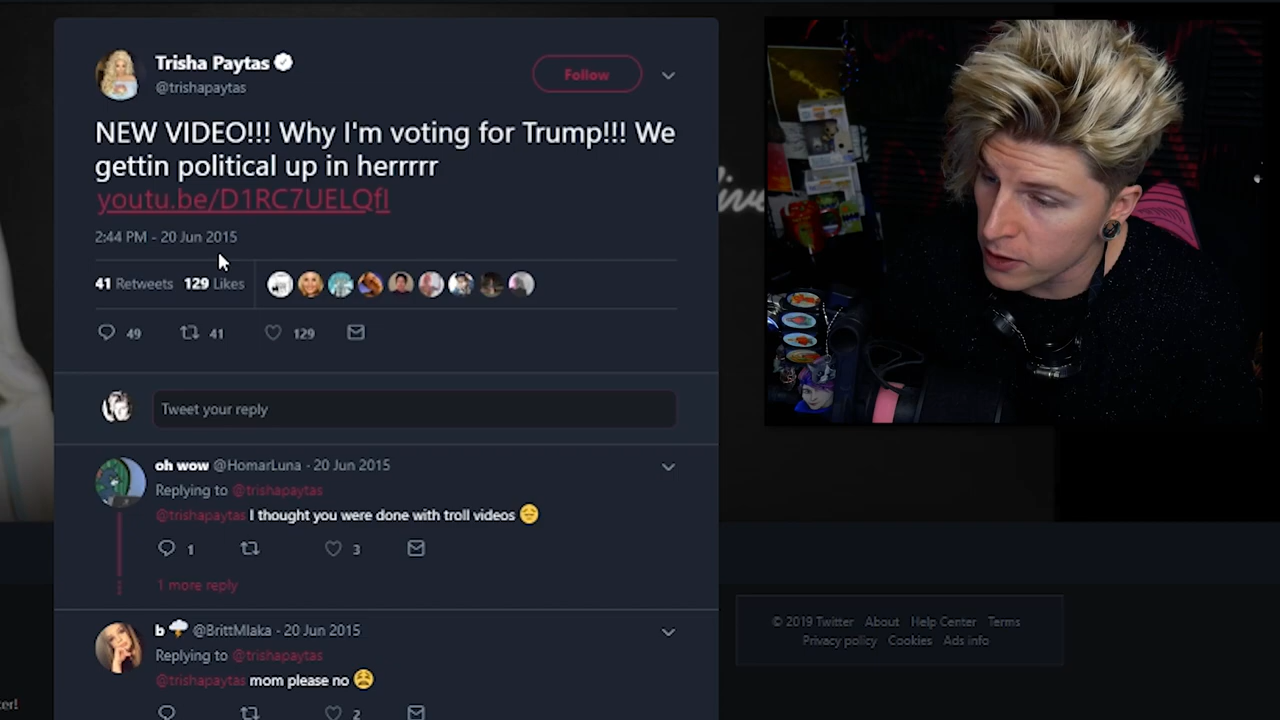 Trisha Paytas
@trishapaytas
Follow
NEW VIDEO!!! Why I'm voting for Trump!!! We
gettin political up in herrrrr
youtu.be/D1RC7UELQfI
2:44 PM - 20 Jun 2015
41 Retweets 129 Likes
49 41 129
Tweet your reply
oh wow @HomarLuna · 20 Jun 2015
Replying to @trishapaytas
@trishapaytas I thought you were done with troll videos 😔
1 3
1 more reply
b 🌩 @BrittMlaka · 20 Jun 2015
Replying to @trishapaytas
@trishapaytas mom please no 😩
2
© 2019 Twitter About Help Center Terms
Privacy policy Cookies Ads info